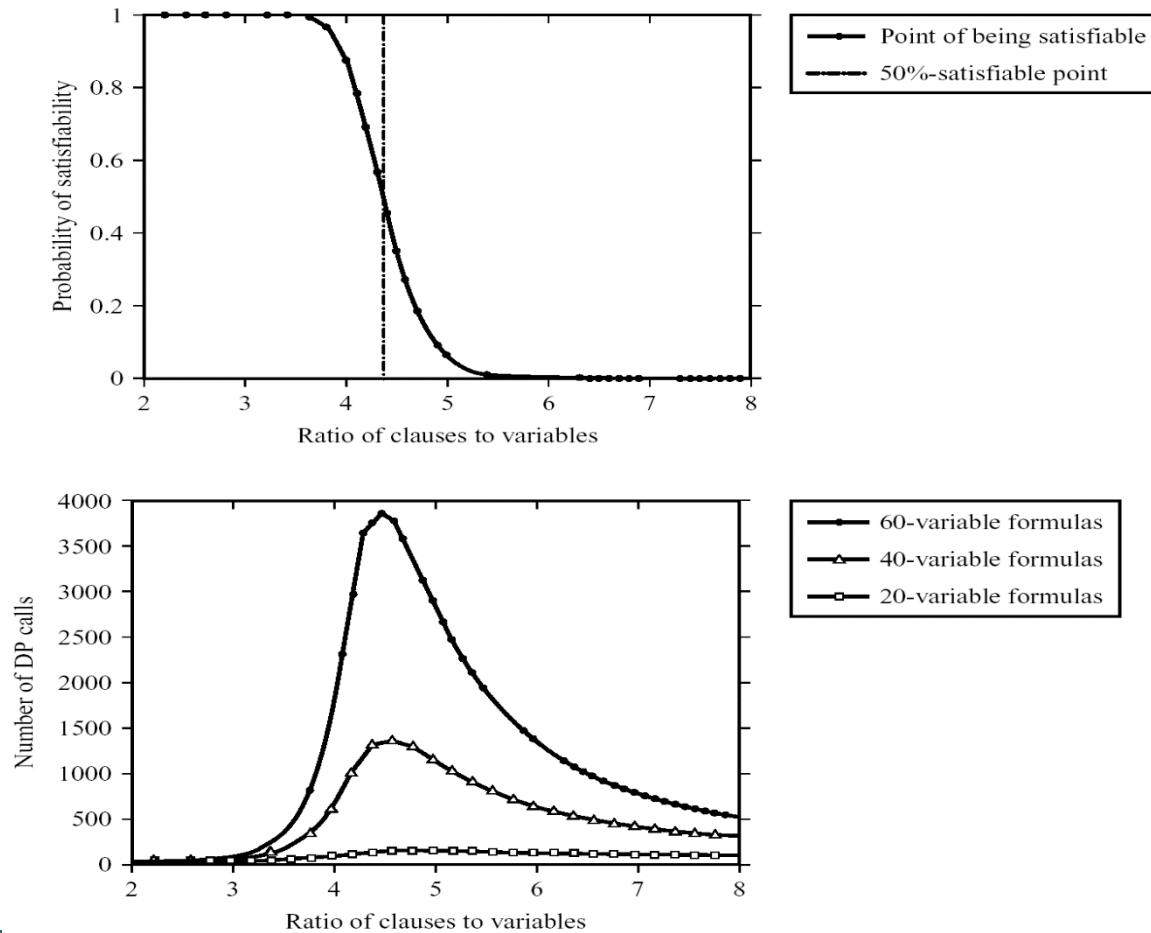 1
0.8
0.6
0.4
0.2
0
Probability of satisfiability
2 3 4 5 6 7 8
Ratio of clauses to variables
Point of being satisfiable
50%-satisfiable point
4000
3500
3000
2500
2000
1500
1000
500
0
Number of DP calls
2 3 4 5 6 7 8
Ratio of clauses to variables
60-variable formulas
40-variable formulas
20-variable formulas